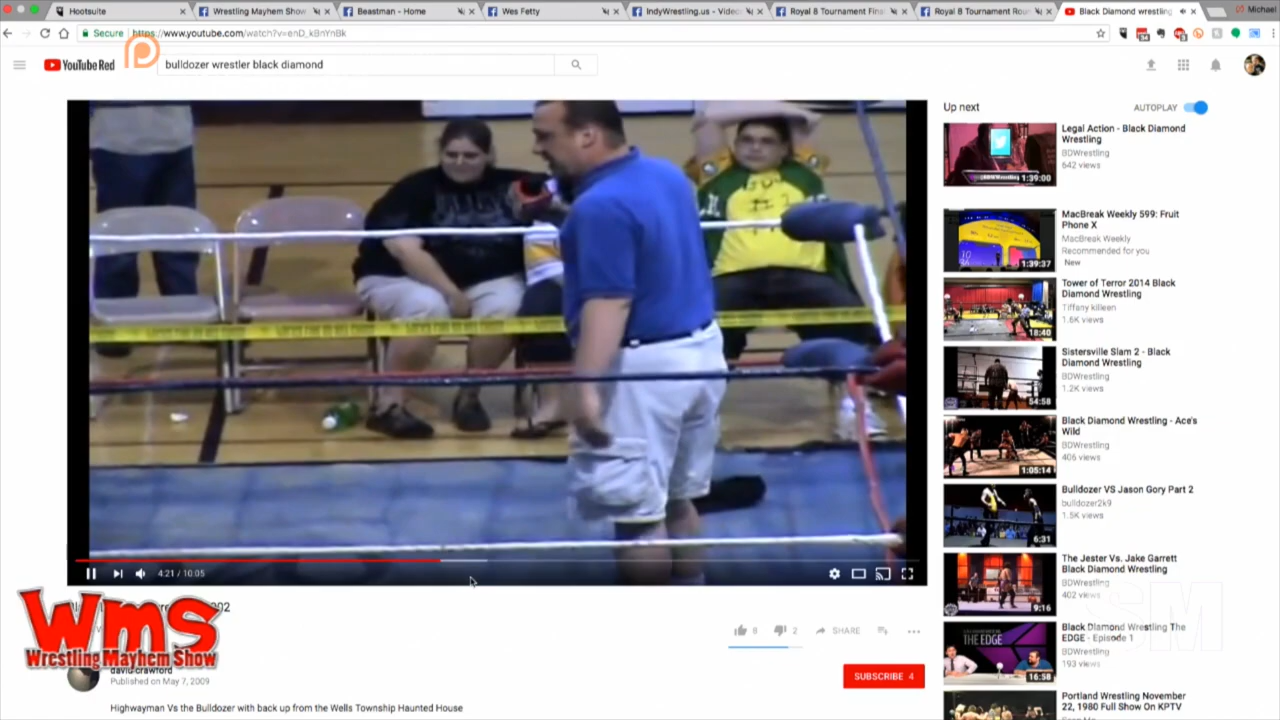 Hootsuite
Wrestling Mayhem Show
Beastman - Home
Wes Fetty
IndyWrestling.us - Video
Royal 8 Tournament Fina
Royal 8 Tournament Rou
Black Diamond wrestling
Michael
Secure
https://www.youtube.com/watch?v=enD_kBnYnBk
YouTube Red
bulldozer wrestler black diamond
Up next
AUTOPLAY
Legal Action - Black Diamond
Wrestling
BDWrestling
642 views
1:39:00
MacBreak Weekly 599: Fruit
Phone X
MacBreak Weekly
Recommended for you
New
1:39:37
Tower of Terror 2014 Black
Diamond Wrestling
Tiffany killeen
1.6K views
18:40
Sistersville Slam 2 - Black
Diamond Wrestling
BDWrestling
1.2K views
54:58
Black Diamond Wrestling - Ace's
Wild
BDWrestling
406 views
1:05:14
Bulldozer VS Jason Gory Part 2
bulldozer2k9
1.5K views
6:31
The Jester Vs. Jake Garrett
Black Diamond Wrestling
BDWrestling
402 views
9:16
Black Diamond Wrestling The
EDGE - Episode 1
BDWrestling
193 views
THE EDGE
16:58
Portland Wrestling November
22, 1980 Full Show On KPTV
4:21 / 10:05
WMS
Wrestling Mayhem Show
8
2
SHARE
SM
david crawford
Published on May 7, 2009
SUBSCRIBE 4
Highwayman Vs the Bulldozer with back up from the Wells Township Haunted House